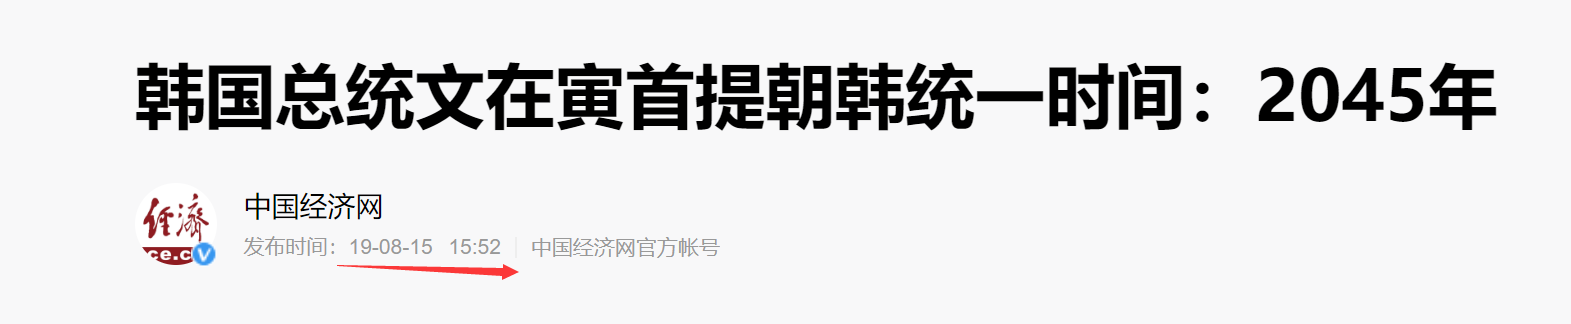 韩国总统文在寅首提朝韩统一时间：2045年
中国经济网
经濟
ce.c
V
发布时间：19-08-15 15:52 中国经济网官方帐号